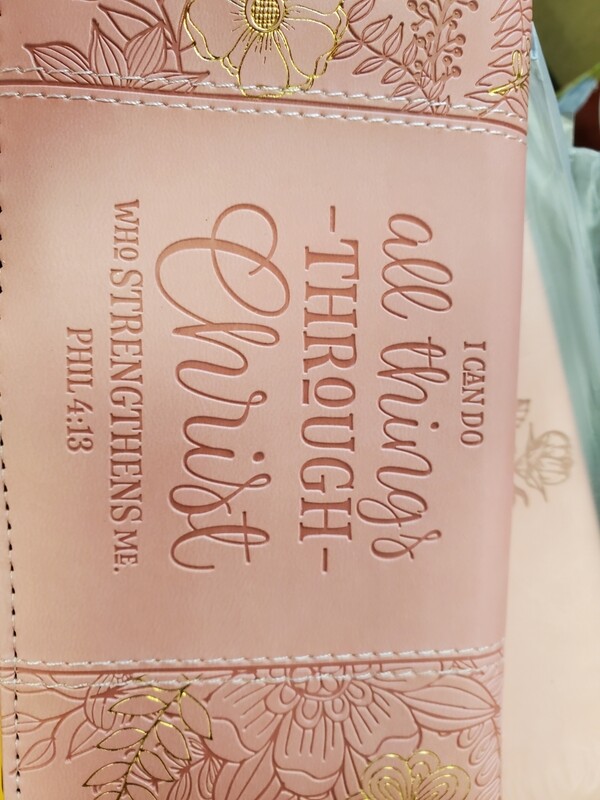 I CAN DO
all things
- THROUGH -
Christ
WHO STRENGTHENS ME.
PHIL 4:13